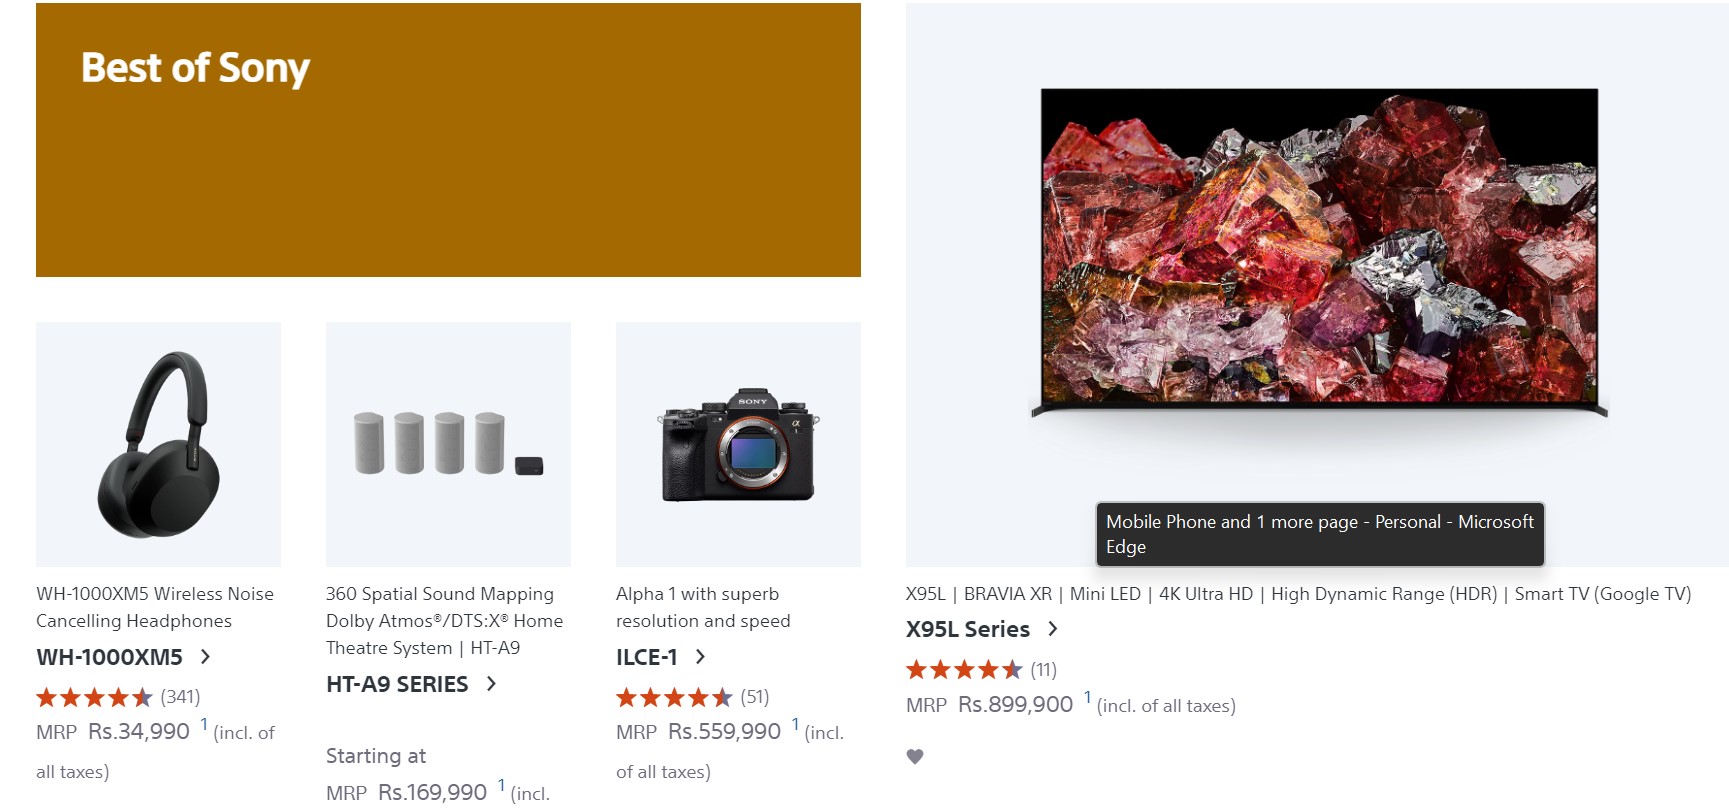 Best of Sony
WH-1000XM5 Wireless Noise
Cancelling Headphones
WH-1000XM5
(341)
MRP Rs.34,990 1 (incl. of
all taxes)
360 Spatial Sound Mapping
Dolby Atmos®/DTS:X® Home
Theatre System | HT-A9
HT-A9 SERIES
Starting at
MRP Rs.169,990 1 (incl.
SONY
α
1
Alpha 1 with superb
resolution and speed
ILCE-1
(51)
MRP Rs.559,990 1 (incl.
of all taxes)
Mobile Phone and 1 more page - Personal - Microsoft
Edge
X95L | BRAVIA XR | Mini LED | 4K Ultra HD | High Dynamic Range (HDR) | Smart TV (Google TV)
X95L Series
(11)
MRP Rs.899,900 1 (incl. of all taxes)